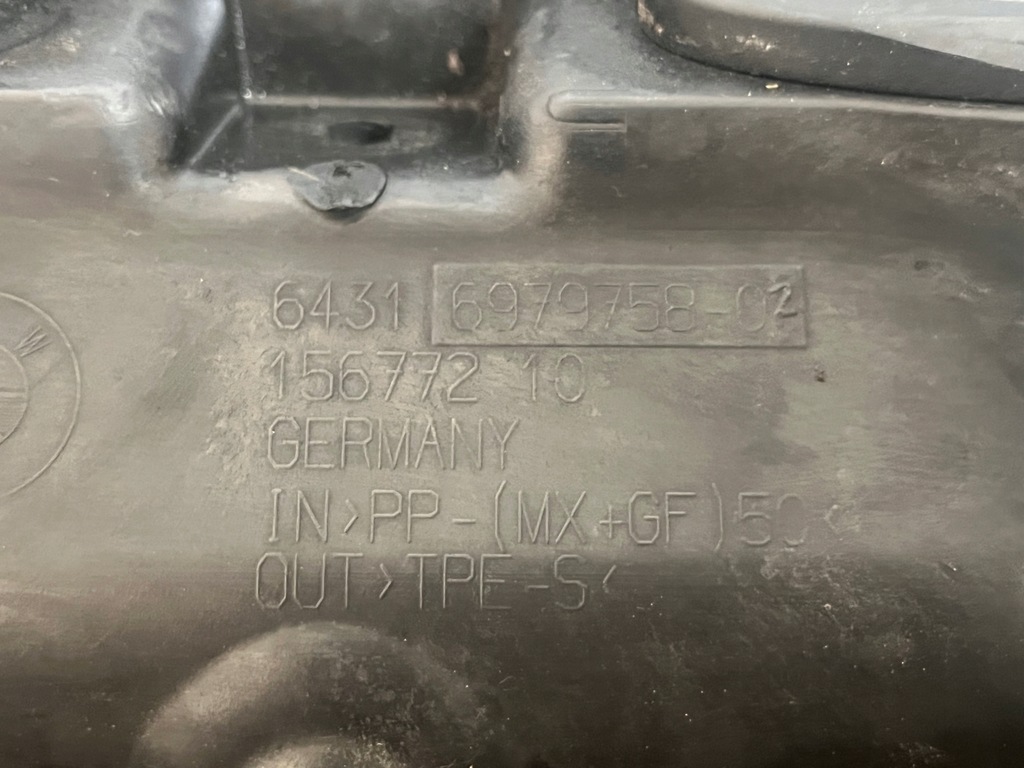 6431 6979758-02
156772 10
GERMANY
IN>PP-(MX+GF)50<
OUT>TPE-S<
W